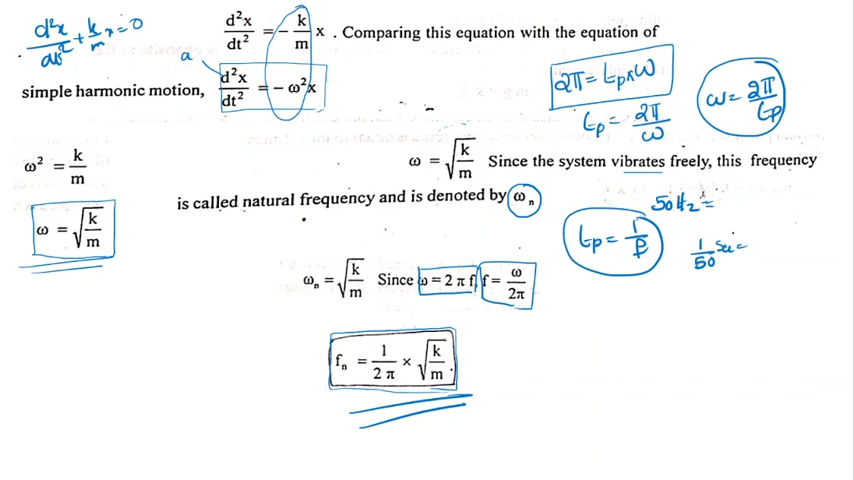 d²x/dt² + k/m x = 0
d²x/dt² = - k/m x . Comparing this equation with the equation of
a
simple harmonic motion, d²x/dt² = - ω²x
2π = tp x ω
ω = 2π/tp
tp = 2π/ω
ω² = k/m
ω = √(k/m) Since the system vibrates freely, this frequency
is called natural frequency and is denoted by ωn
ω = √(k/m)
50Hz =
tp = 1/f
1/50 sec =
ωn = √(k/m) Since ω = 2 π f, f = ω/2π
fn = 1/2 π × √(k/m) .